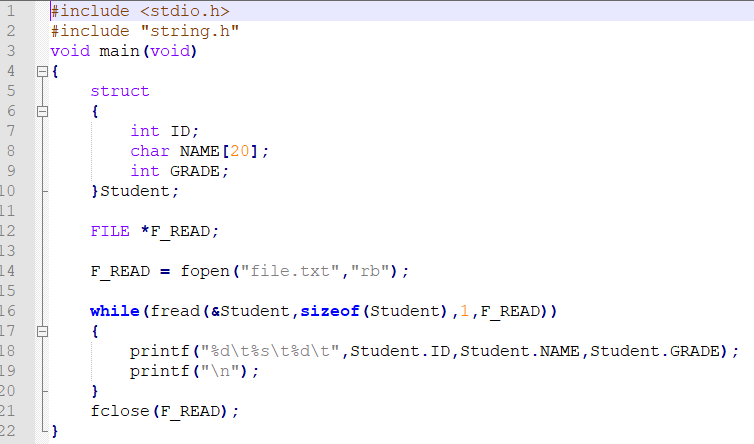 1 #include <stdio.h>
2 #include "string.h"
3 void main(void)
4 {
5 struct
6 {
7 int ID;
8 char NAME[20];
9 int GRADE;
10 }Student;
11
12 FILE *F_READ;
13
14 F_READ = fopen("file.txt","rb");
15
16 while(fread(&Student,sizeof(Student),1,F_READ))
17 {
18 printf("%d\t%s\t%d\t",Student.ID,Student.NAME,Student.GRADE);
19 printf("\n");
20 }
21 fclose(F_READ);
22 }